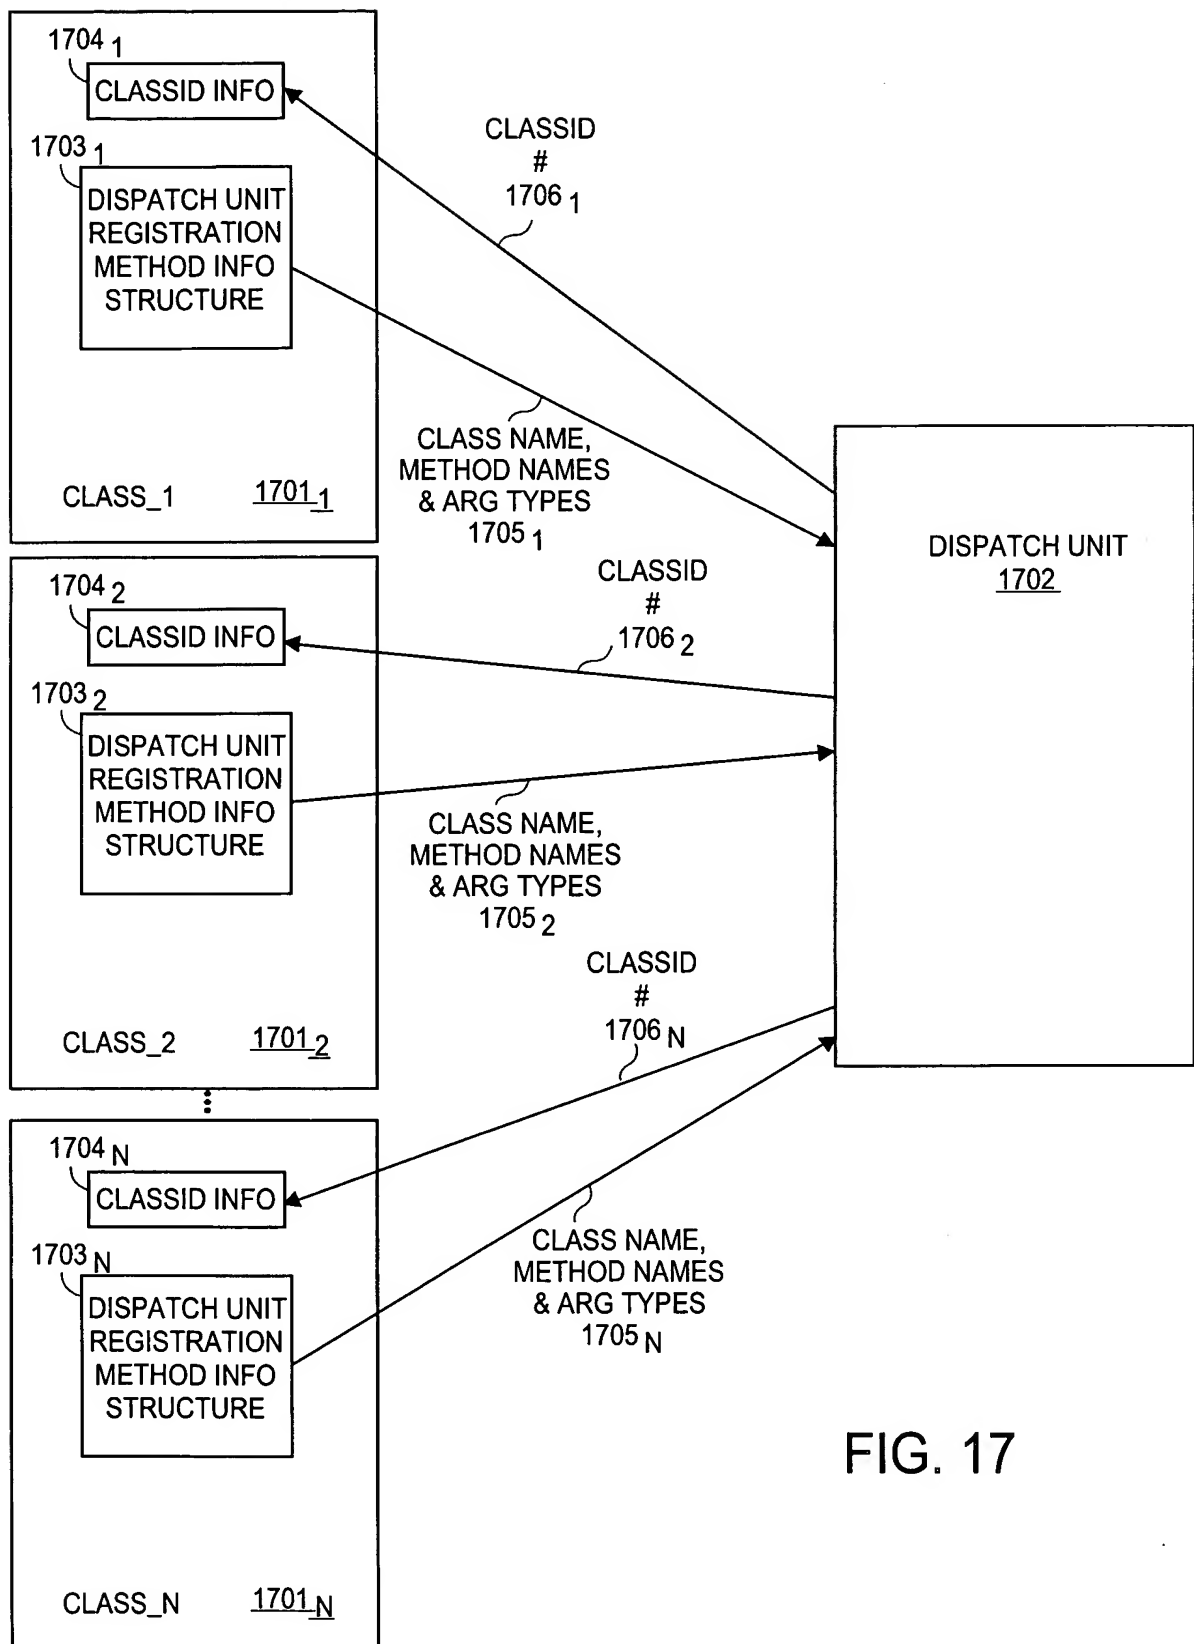 1704 1
CLASSID INFO
1703 1
DISPATCH UNIT
REGISTRATION
METHOD INFO
STRUCTURE
CLASS_1 1701 1
CLASSID
#
1706 1
CLASS NAME,
METHOD NAMES
& ARG TYPES
1705 1
1704 2
CLASSID INFO
1703 2
DISPATCH UNIT
REGISTRATION
METHOD INFO
STRUCTURE
CLASS_2 1701 2
CLASSID
#
1706 2
CLASS NAME,
METHOD NAMES
& ARG TYPES
1705 2
DISPATCH UNIT
1702
1704 N
CLASSID INFO
1703 N
DISPATCH UNIT
REGISTRATION
METHOD INFO
STRUCTURE
CLASS_N 1701 N
CLASSID
#
1706 N
CLASS NAME,
METHOD NAMES
& ARG TYPES
1705 N
FIG. 17